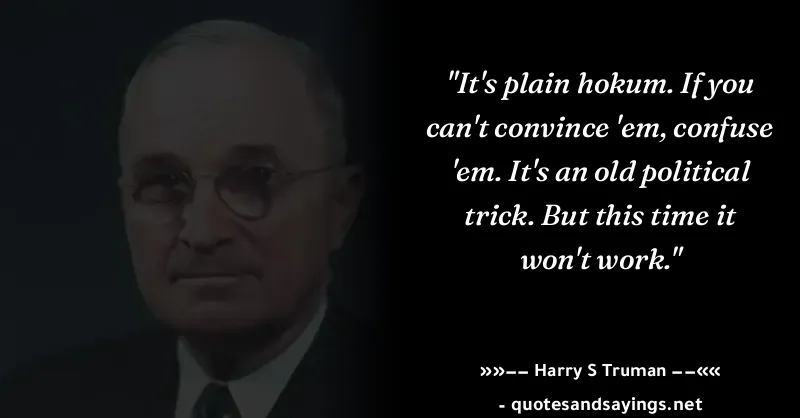 "It's plain hokum. If you
can't convince 'em, confuse
'em. It's an old political
trick. But this time it
won't work."
»»−− Harry S Truman −−««
- quotesandsayings.net